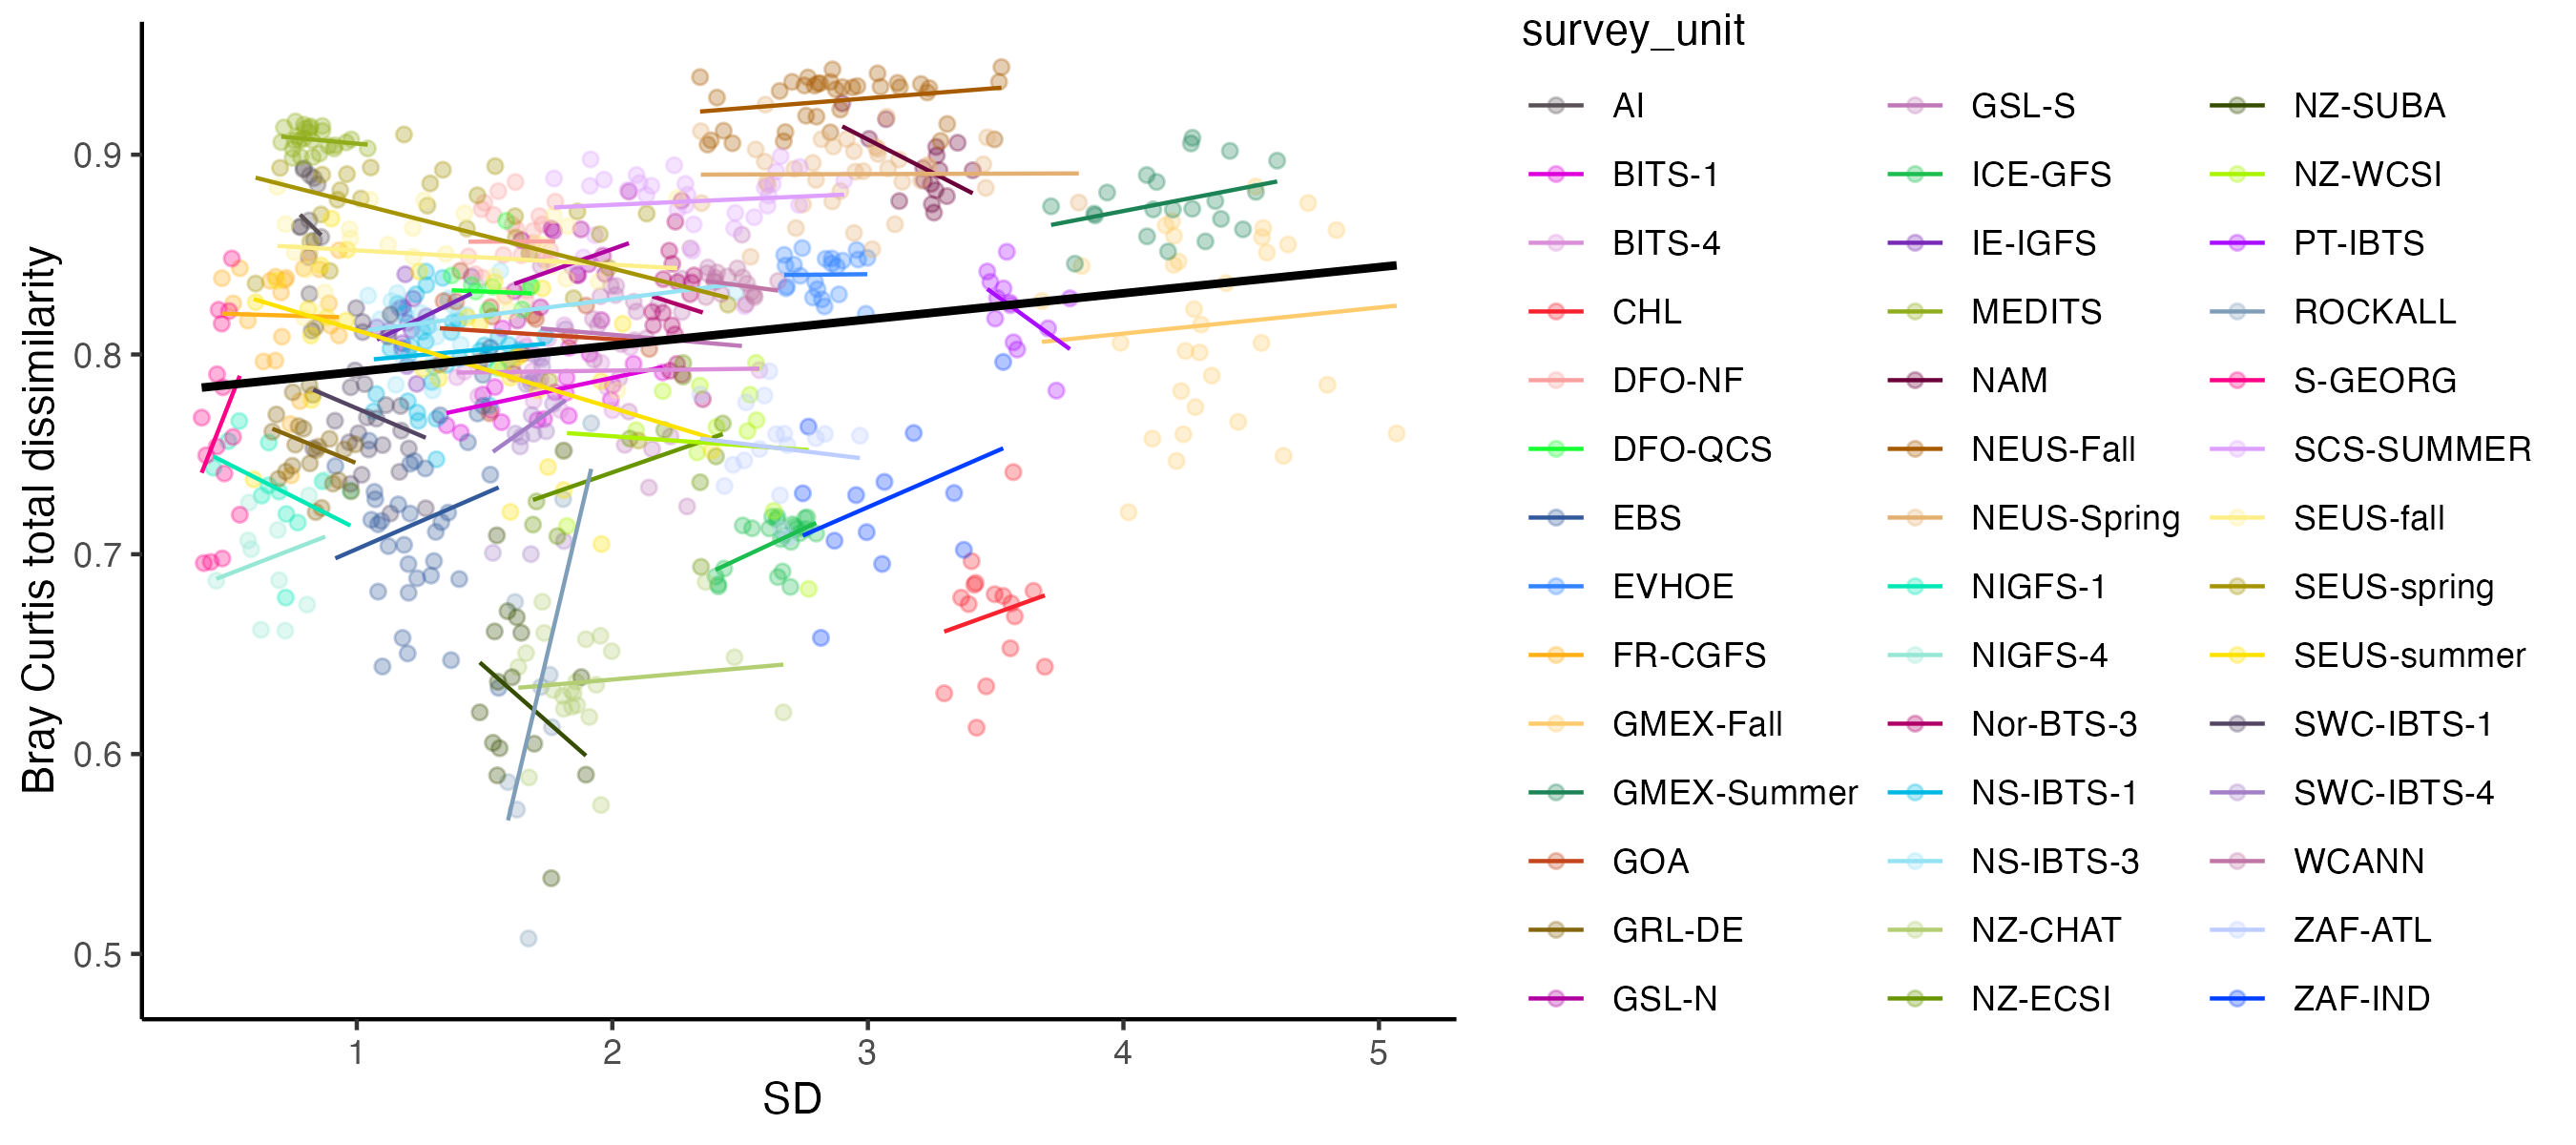 survey_unit
AI
BITS-1
BITS-4
CHL
DFO-NF
DFO-QCS
EBS
EVHOE
FR-CGFS
GMEX-Fall
GMEX-Summer
GOA
GRL-DE
GSL-N
GSL-S
ICE-GFS
IE-IGFS
MEDITS
NAM
NEUS-Fall
NEUS-Spring
NIGFS-1
NIGFS-4
Nor-BTS-3
NS-IBTS-1
NS-IBTS-3
NZ-CHAT
NZ-ECSI
NZ-SUBA
NZ-WCSI
PT-IBTS
ROCKALL
S-GEORG
SCS-SUMMER
SEUS-fall
SEUS-spring
SEUS-summer
SWC-IBTS-1
SWC-IBTS-4
WCANN
ZAF-ATL
ZAF-IND
Bray Curtis total dissimilarity
0.9
0.8
0.7
0.6
0.5
1 2 3 4 5
SD